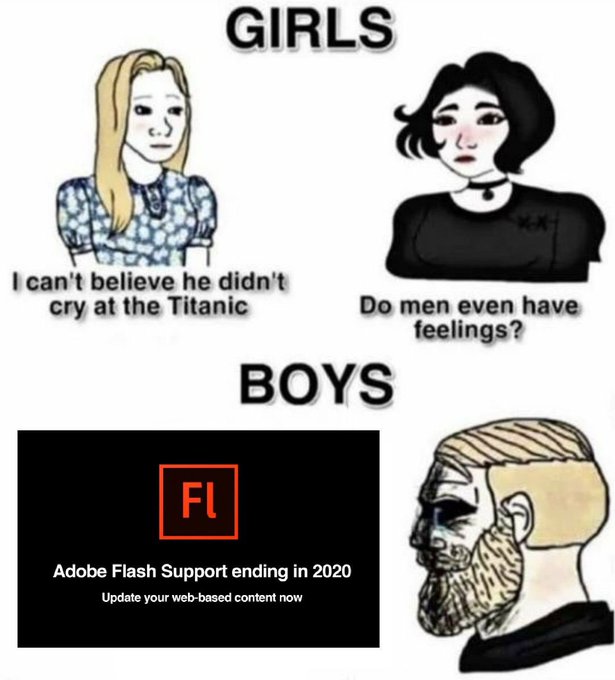 GIRLS
I can't believe he didn't
cry at the Titanic
Do men even have
feelings?
BOYS
Fl
Adobe Flash Support ending in 2020
Update your web-based content now